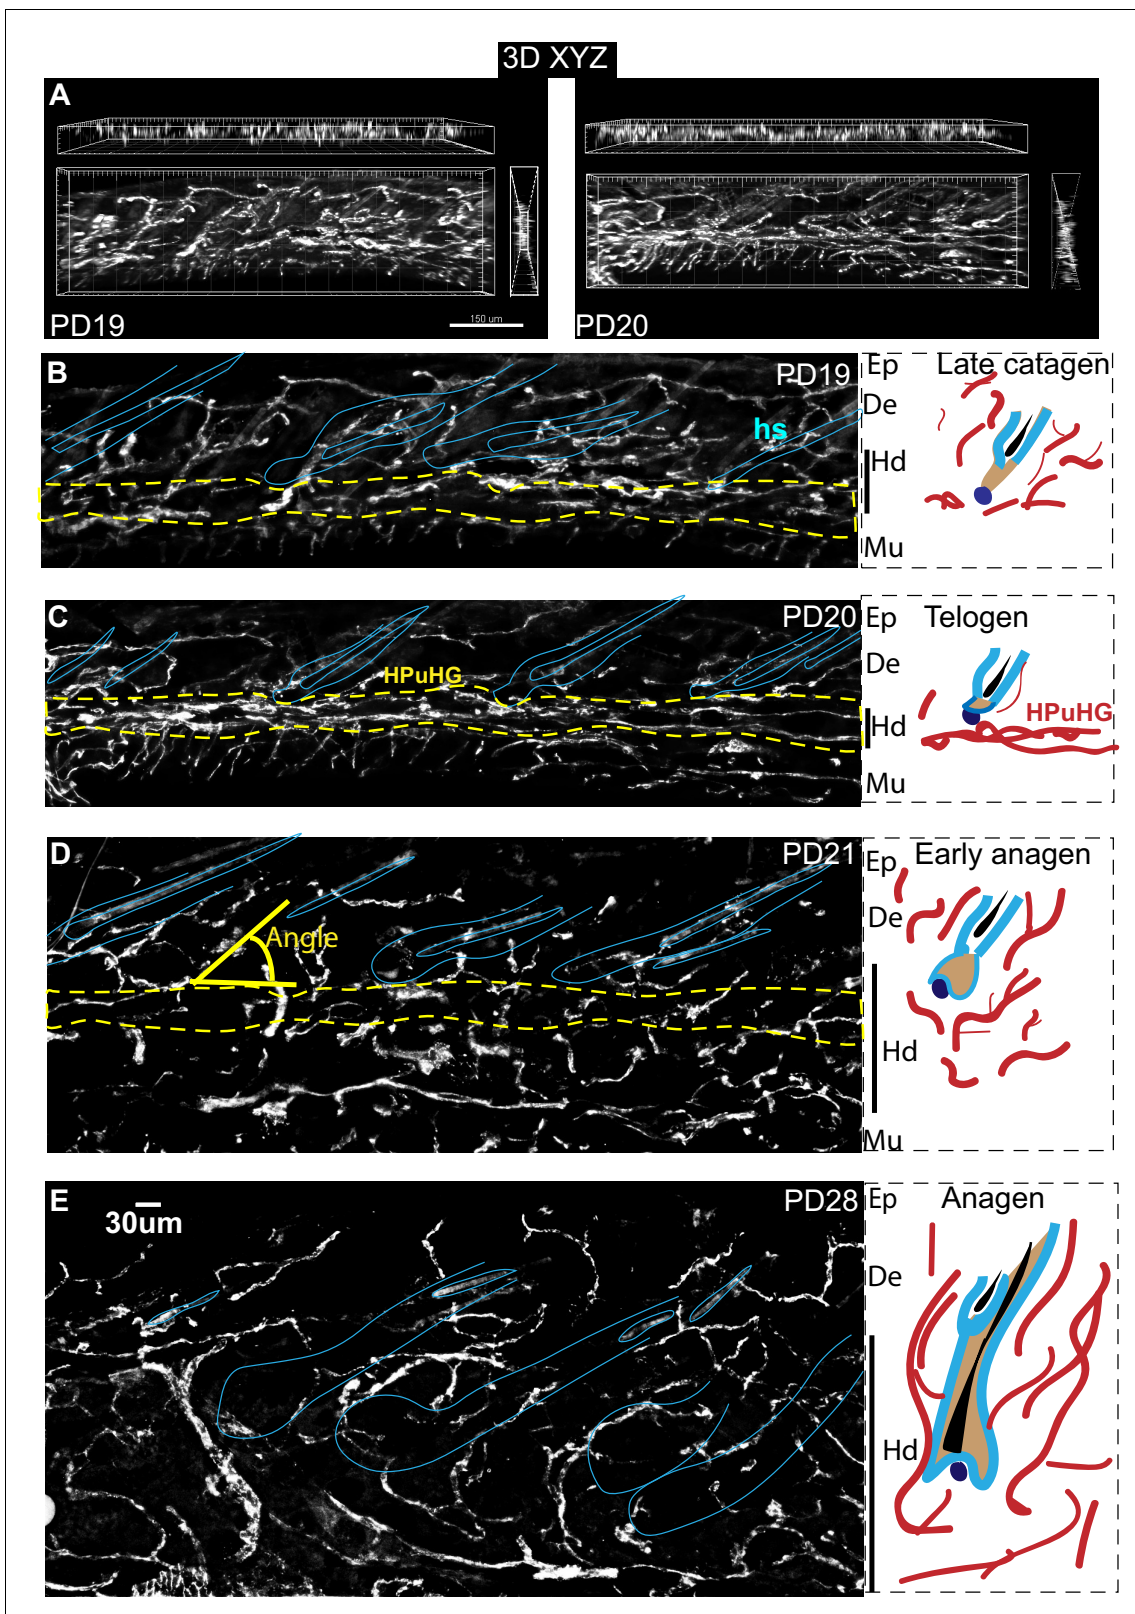 3D XYZ
A
PD19
150 um
PD20
B
PD19
hs
Ep
Late catagen
De
Hd
Mu
C
PD20
HPuHG
Ep
Telogen
De
Hd
HPuHG
Mu
D
PD21
Angle
Ep
Early anagen
De
Hd
Mu
E
30um
PD28
Ep
Anagen
De
Hd